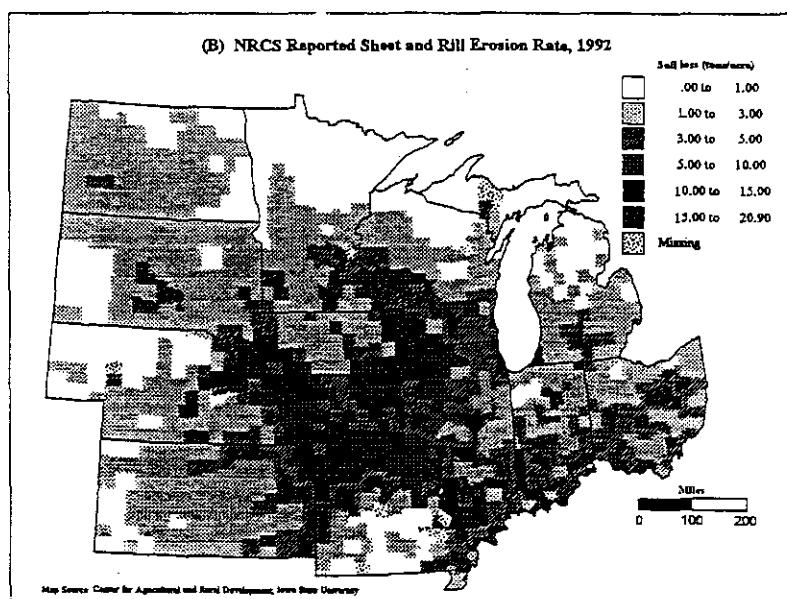 (B) NRCS Reported Sheet and Rill Erosion Rate, 1992
Soil loss (tons/acre)
.00 to 1.00
1.00 to 3.00
3.00 to 5.00
5.00 to 10.00
10.00 to 15.00
15.00 to 20.90
Missing
Miles
0 100 200
Map Source: Center for Agricultural and Rural Development, Iowa State University